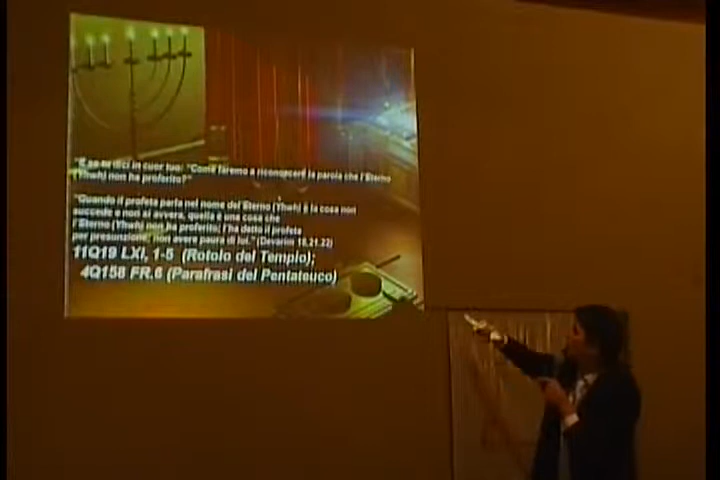 "E se tu dici in cuor tuo: "Come faremo a riconoscere la parola che l'Eterno
(Yhwh) non ha proferito?"
"Quando il profeta parla nel nome dell'Eterno (Yhwh) e la cosa non
succede e non si avvera, quella è una cosa che
l'Eterno (Yhwh) non ha proferito; l'ha detta il profeta
per presunzione; non avere paura di lui." (Devarim 18,21.22)
11Q19 LXI, 1-5 (Rotolo del Tempio);
4Q158 FR.6 (Parafrasi del Pentateuco)